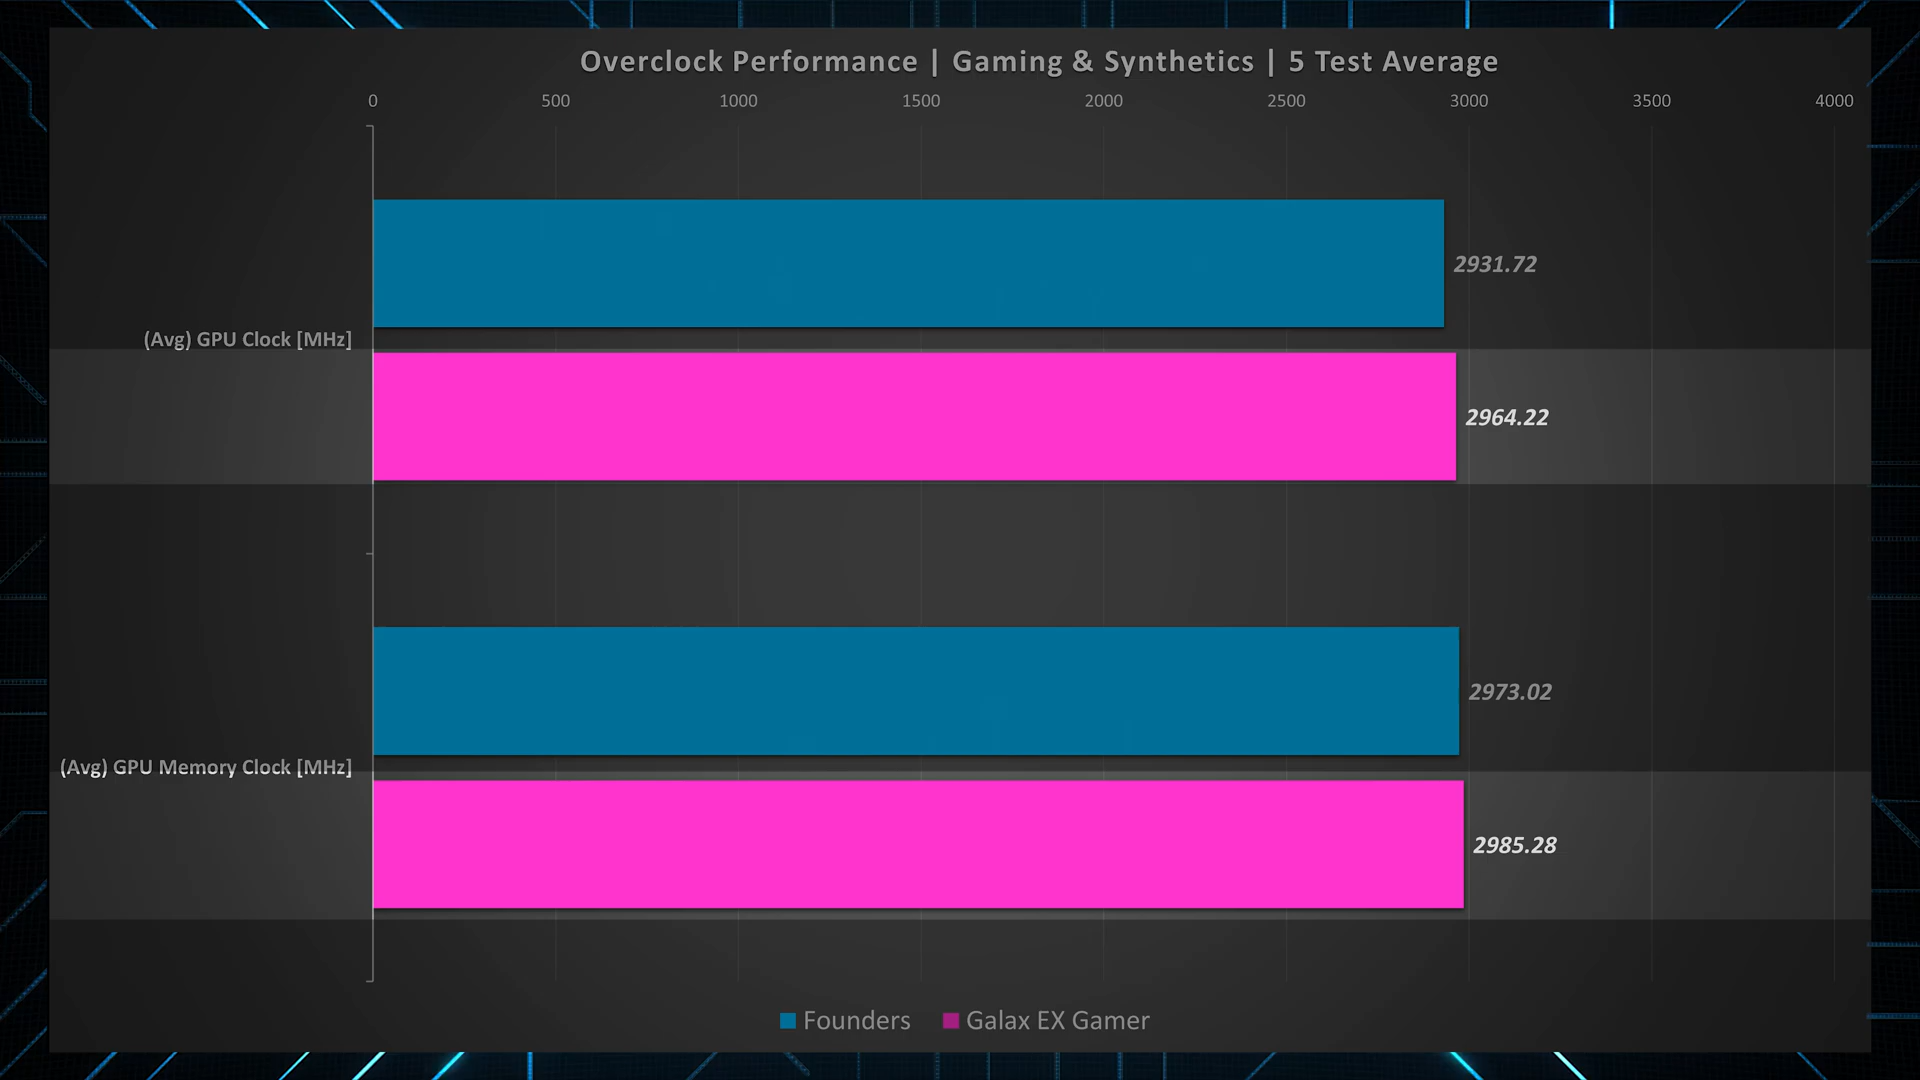 Overclock Performance | Gaming & Synthetics | 5 Test Average
0 500 1000 1500 2000 2500 3000 3500 4000
2931.72
(Avg) GPU Clock [MHz]
2964.22
2973.02
(Avg) GPU Memory Clock [MHz]
2985.28
Founders Galax EX Gamer